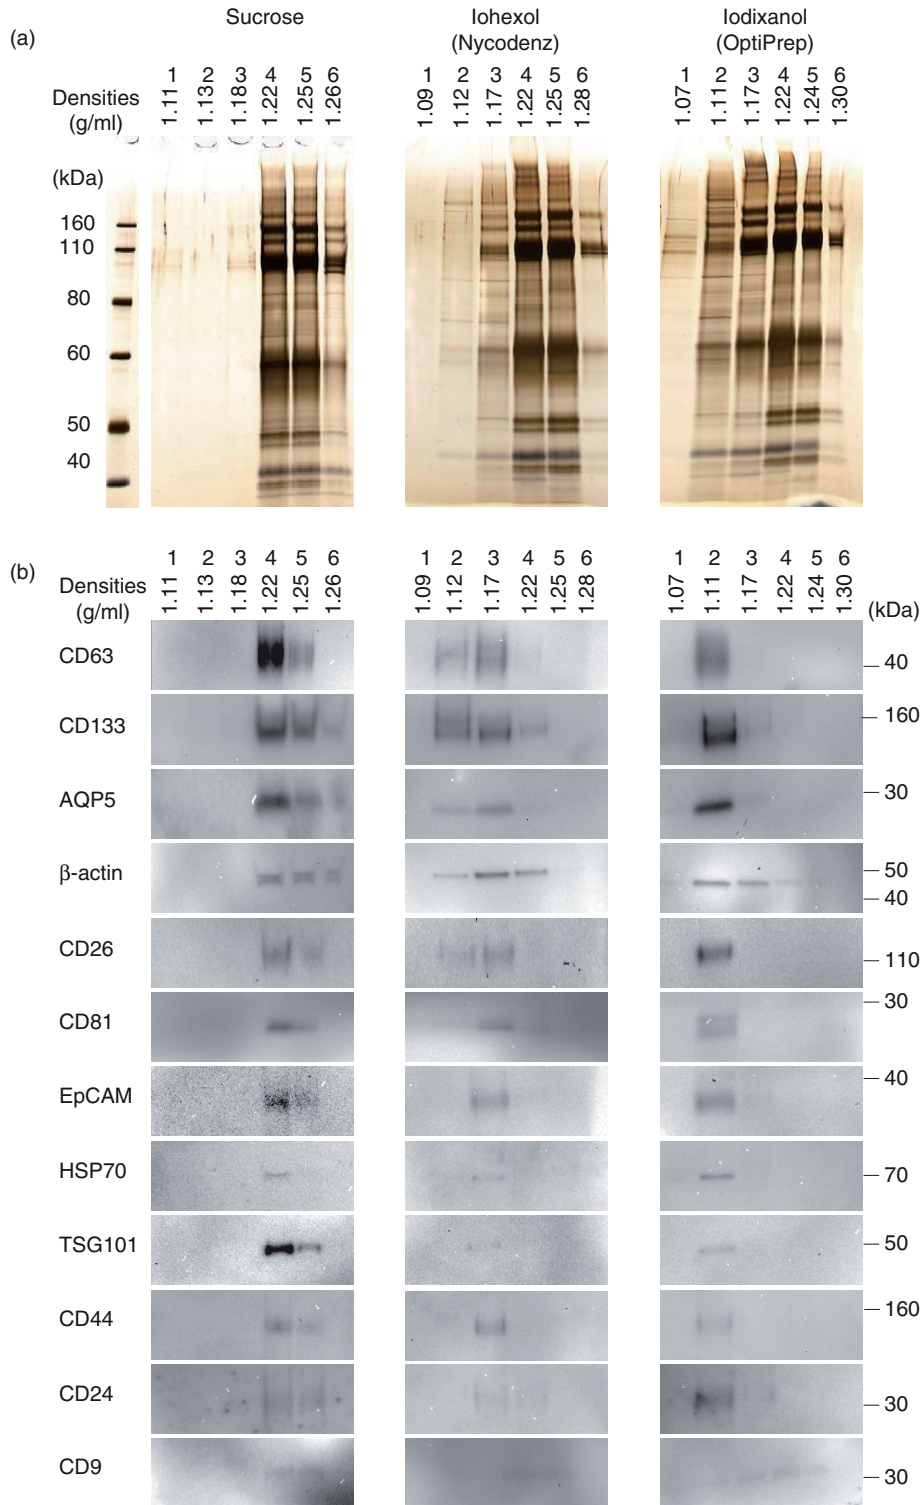 (a)
Sucrose
Iohexol
(Nycodenz)
Iodixanol
(OptiPrep)
1 2 3 4 5 6
1 2 3 4 5 6
1 2 3 4 5 6
Densities
(g/ml)
1.11 1.13 1.18 1.22 1.25 1.26
1.09 1.12 1.17 1.22 1.25 1.28
1.07 1.11 1.17 1.22 1.24 1.30
(kDa)
160
110
80
60
50
40
(b)
1 2 3 4 5 6
1 2 3 4 5 6
1 2 3 4 5 6
Densities
(g/ml)
1.11 1.13 1.18 1.22 1.25 1.26
1.09 1.12 1.17 1.22 1.25 1.28
1.07 1.11 1.17 1.22 1.24 1.30
(kDa)
CD63
40
CD133
160
AQP5
30
β-actin
50
40
CD26
110
CD81
30
EpCAM
40
HSP70
70
TSG101
50
CD44
160
CD24
30
CD9
30